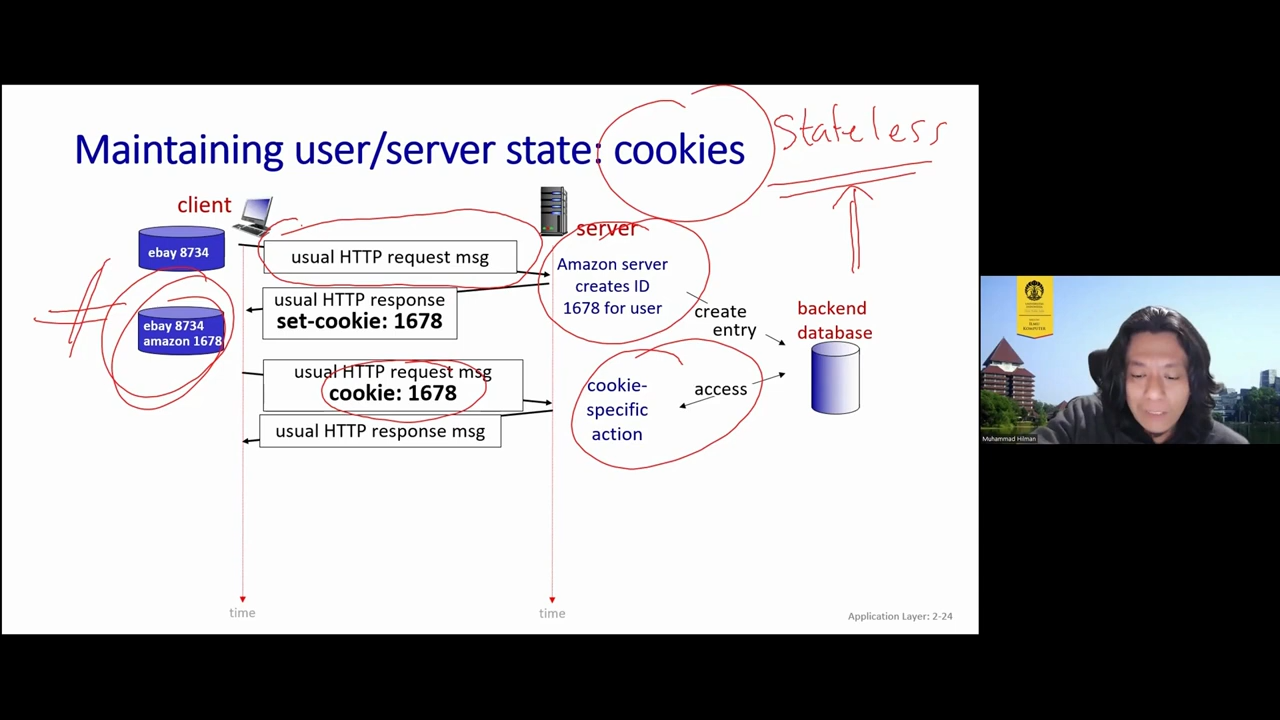 Maintaining user/server state: cookies
Stateless
client
server
ebay 8734
usual HTTP request msg
Amazon server
creates ID
1678 for user
usual HTTP response
set-cookie: 1678
create
entry
backend
database
ebay 8734
amazon 1678
usual HTTP request msg
cookie: 1678
cookie-
specific
action
access
usual HTTP response msg
time
time
Application Layer: 2-24
Muhammad Hilman